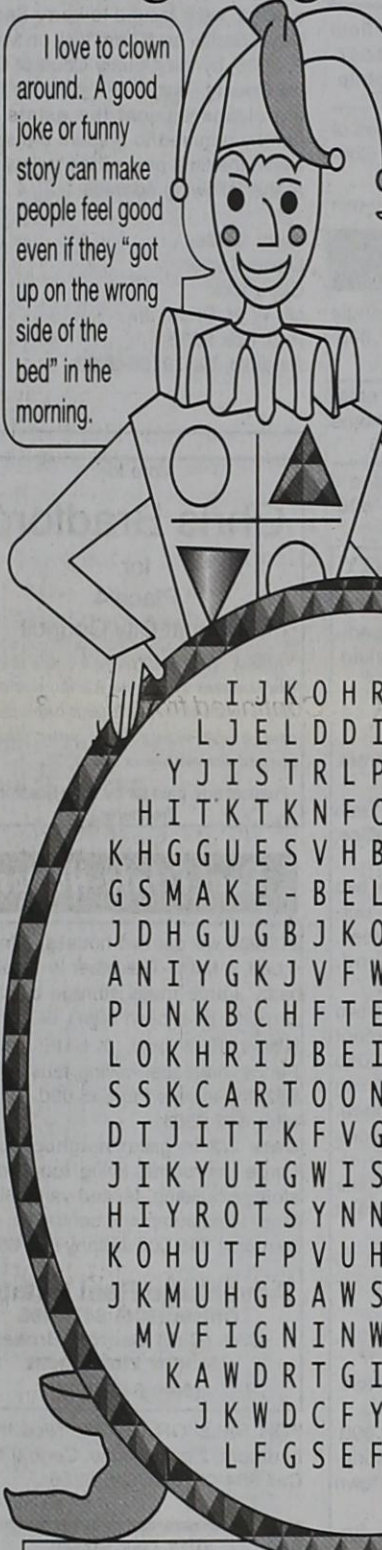 I love to clown
around. A good
joke or funny
story can make
people feel good
even if they “got
up on the wrong
side of the
bed” in the
morning.
I J K O H R
L J E L D D I
Y J I S T R L P
H I T K T K N F C
K H G G U E S V H B
G S M A K E - B E L
J D H G U G B J K O
A N I Y G K J V F W
P U N K B C H F T E
L O K H R I J B E I
S S K C A R T O O N
D T J I T T K F V G
J I K Y U I G W I S
H I Y R O T S Y N N
K O H U T F P V U H
J K M U H G B A W S
M V F I G N I N W
K A W D R T G I
J K W D C F Y
L F G S E F